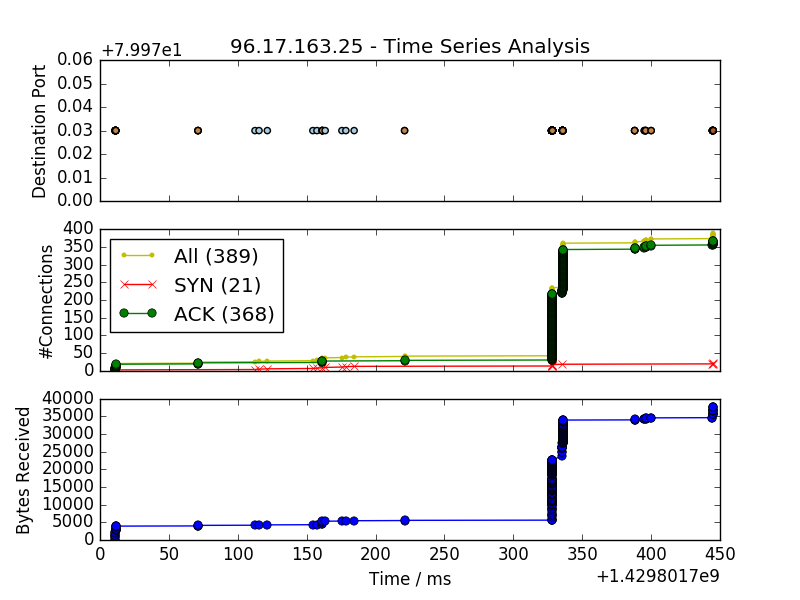 +7.997e1
96.17.163.25 - Time Series Analysis
Destination Port
0.06
0.05
0.04
0.03
0.02
0.01
0.00
#Connections
400
350
300
250
200
150
100
50
0
All (389)
SYN (21)
ACK (368)
Bytes Received
40000
35000
30000
25000
20000
15000
10000
5000
0
0 50 100 150 200 250 300 350 400 450
Time / ms
+1.4298017e9